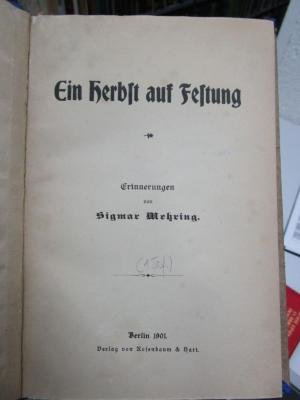 Ein Herbst auf Festung
Erinnerungen
von
Sigmar Mehring.
Berlin 1901.
Verlag von Rosenbaum & Hart.